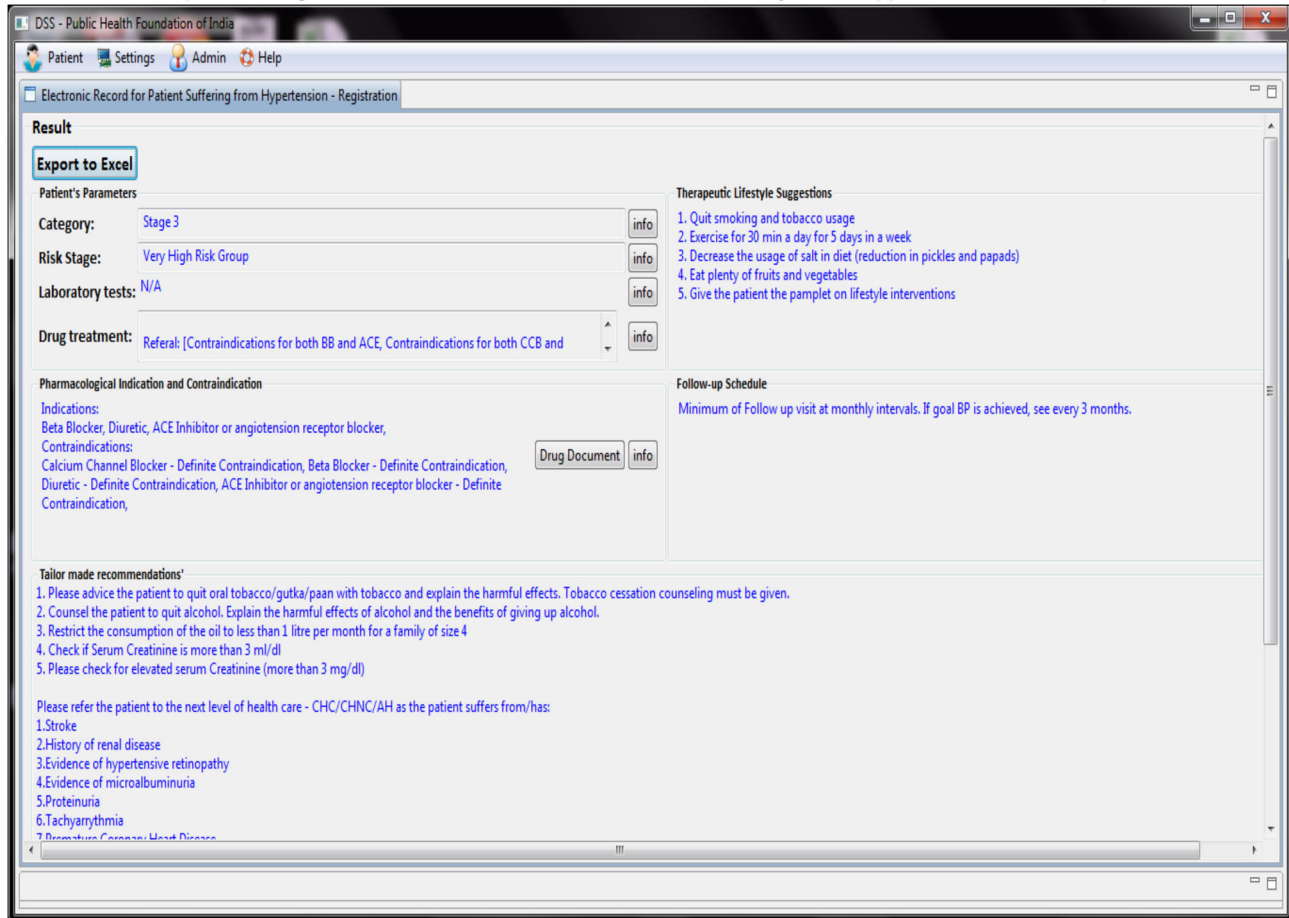 DSS - Public Health Foundation of India
Patient Settings Admin Help
Electronic Record for Patient Suffering from Hypertension - Registration
Result
Export to Excel
Patient's Parameters
Category: Stage 3 info
Risk Stage: Very High Risk Group info
Laboratory tests: N/A info
Drug treatment: Referal: [Contraindications for both BB and ACE, Contraindications for both CCB and info
Therapeutic Lifestyle Suggestions
1. Quit smoking and tobacco usage
2. Exercise for 30 min a day for 5 days in a week
3. Decrease the usage of salt in diet (reduction in pickles and papads)
4. Eat plenty of fruits and vegetables
5. Give the patient the pamplet on lifestyle interventions
Pharmacological Indication and Contraindication
Indications:
Beta Blocker, Diuretic, ACE Inhibitor or angiotension receptor blocker,
Contraindications:
Calcium Channel Blocker - Definite Contraindication, Beta Blocker - Definite Contraindication,
Diuretic - Definite Contraindication, ACE Inhibitor or angiotension receptor blocker - Definite
Contraindication,
Drug Document info
Follow-up Schedule
Minimum of Follow up visit at monthly intervals. If goal BP is achieved, see every 3 months.
Tailor made recommendations'
1. Please advice the patient to quit oral tobacco/gutka/paan with tobacco and explain the harmful effects. Tobacco cessation counseling must be given.
2. Counsel the patient to quit alcohol. Explain the harmful effects of alcohol and the benefits of giving up alcohol.
3. Restrict the consumption of the oil to less than 1 litre per month for a family of size 4
4. Check if Serum Creatinine is more than 3 ml/dl
5. Please check for elevated serum Creatinine (more than 3 mg/dl)
Please refer the patient to the next level of health care - CHC/CHNC/AH as the patient suffers from/has:
1.Stroke
2.History of renal disease
3.Evidence of hypertensive retinopathy
4.Evidence of microalbuminuria
5.Proteinuria
6.Tachyarrythmia
7.Premature Coronary Heart Disease